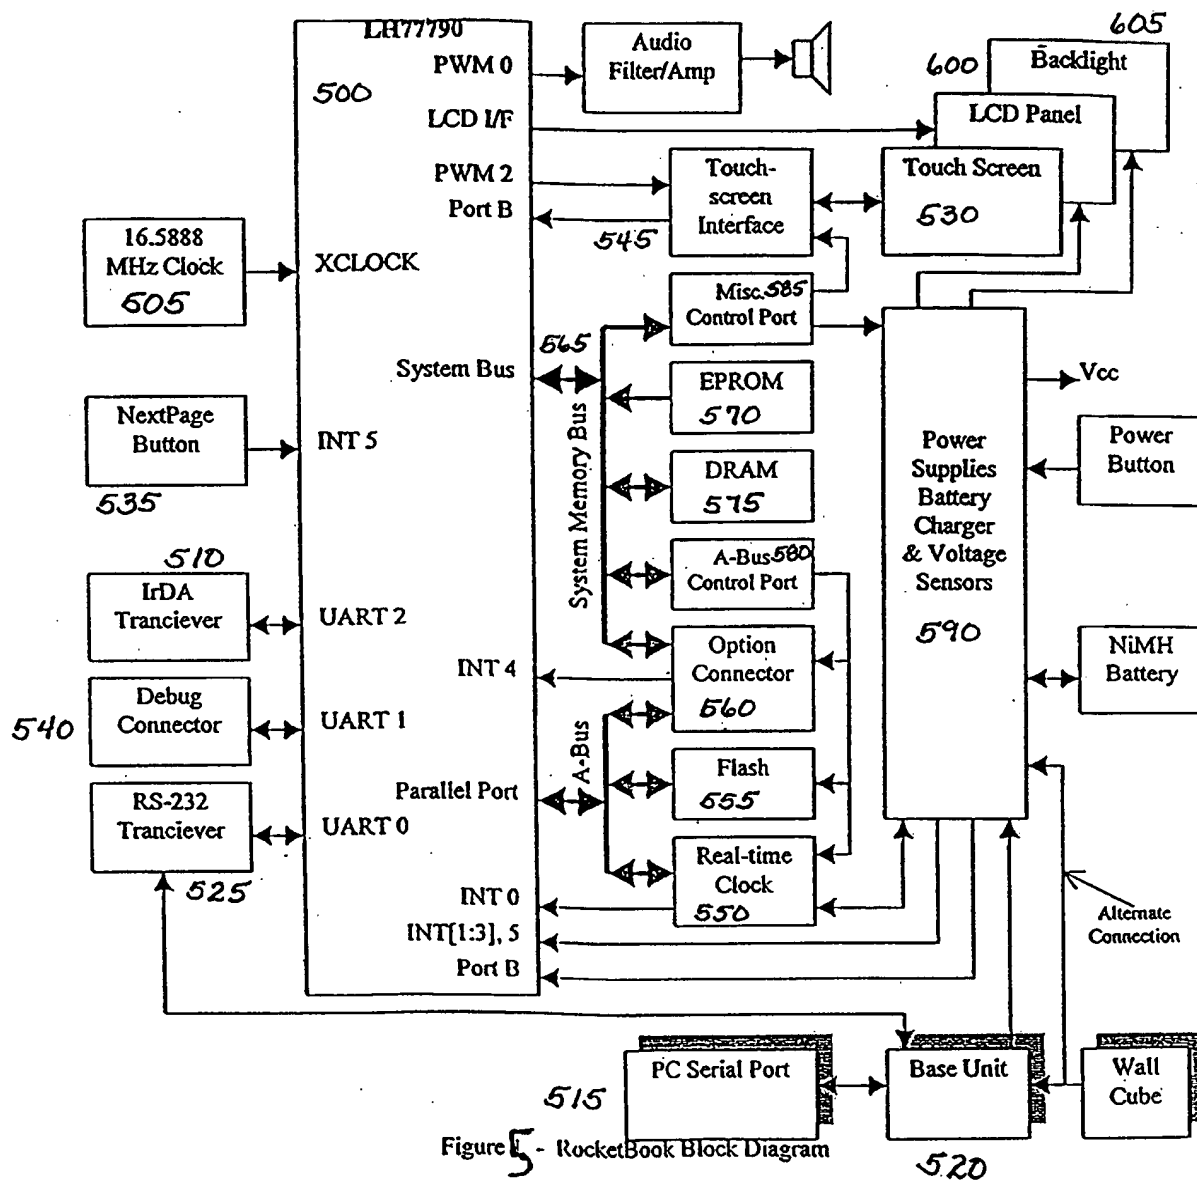 LH77790
500
PWM 0
LCD I/F
PWM 2
Port B
XCLOCK
System Bus
INT 5
UART 2
INT 4
UART 1
Parallel Port
UART 0
INT 0
INT[1:3], 5
Port B
Audio
Filter/Amp
605
600
Backlight
LCD Panel
Touch Screen
530
Touch-
screen
Interface
545
16.5888
MHz Clock
505
Misc. 585
Control Port
565
EPROM
570
System Memory Bus
DRAM
575
A-Bus 580
Control Port
Option
Connector
560
A-Bus
Flash
555
Real-time
Clock
550
NextPage
Button
535
510
IrDA
Tranciever
Debug
Connector
540
RS-232
Tranciever
525
Power
Supplies
Battery
Charger
& Voltage
Sensors
590
Vcc
Power
Button
NiMH
Battery
Alternate
Connection
PC Serial Port
515
Base Unit
520
Wall
Cube
Figure 5 - RocketBook Block Diagram